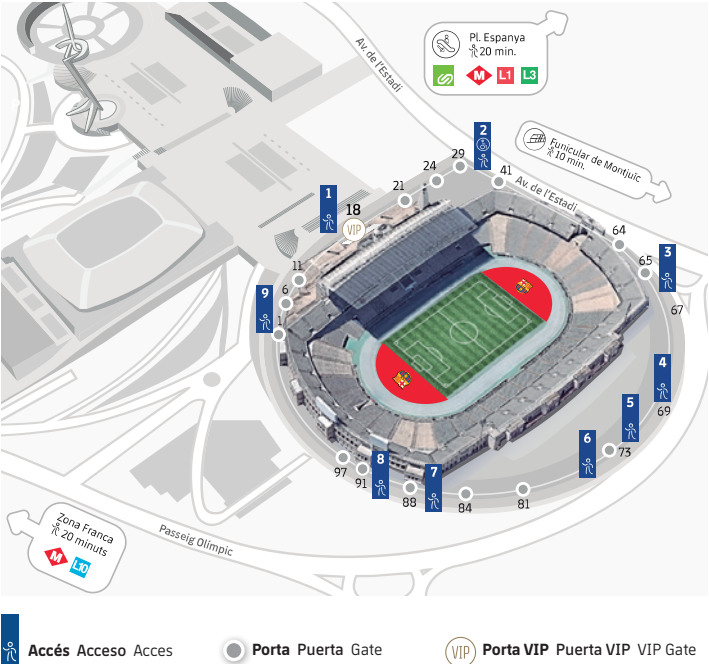 Av. de l'Estadi
Pl. Espanya
20 min.
M L1 L3
Funicular de Montjuïc
10 min.
Av. de l'Estadi
2
29
24
41
21
1
18
VIP
64
65
3
11
6
9
1
67
4
69
5
6
73
97
91
8
88
7
84
81
Zona Franca
20 minuts
M L10
Passeig Olímpic
Accés Acceso Acces
Porta Puerta Gate
VIP Porta VIP Puerta VIP VIP Gate